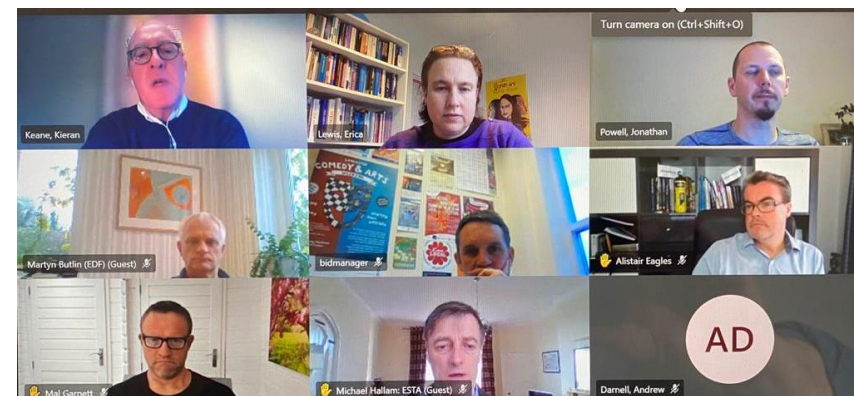 Turn camera on (Ctrl+Shift+O)
Keane, Kieran
Lewis, Erica
Powell, Jonathan
COMEDY & ARTS
Martyn Butlin (EDF) (Guest)
bidmanager
Alistair Eagles
Mal Garnett
Michael Hallam: ESTA (Guest)
AD
Darnell, Andrew